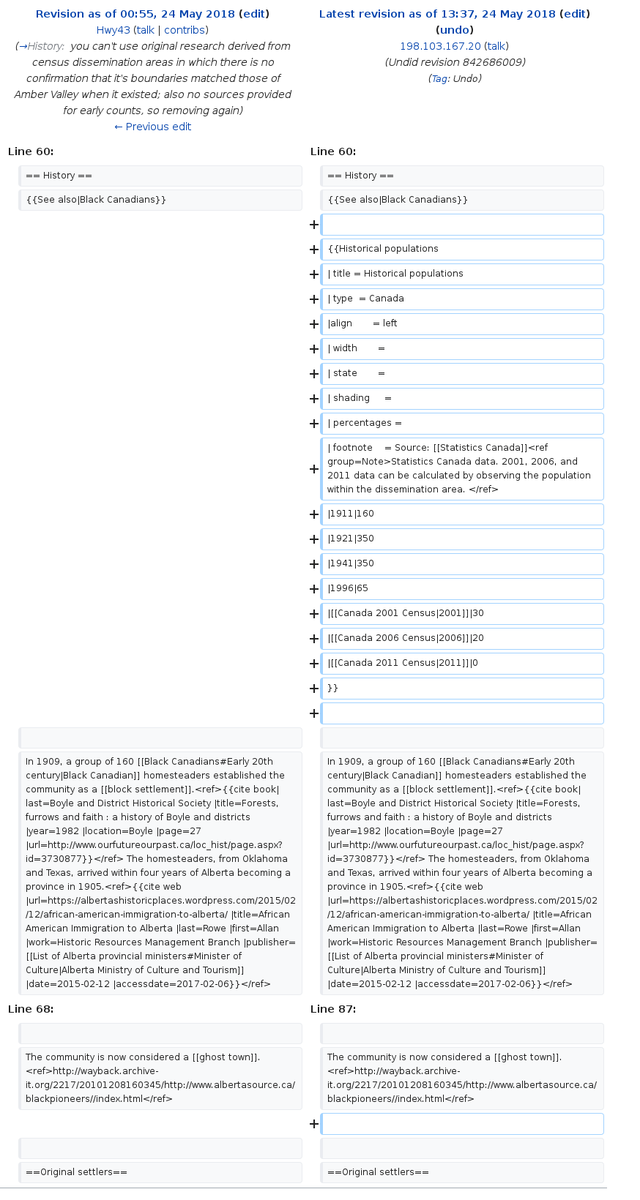 Revision as of 00:55, 24 May 2018 (edit)
Hwy43 (talk | contribs)
(→History: you can't use original research derived from
census dissemination areas in which there is no
confirmation that it's boundaries matched those of
Amber Valley when it existed; also no sources provided
for early counts, so removing again)
← Previous edit
Latest revision as of 13:37, 24 May 2018 (edit)
(undo)
198.103.167.20 (talk)
(Undid revision 842686009)
(Tag: Undo)
Line 60:
Line 60:
== History ==
== History ==
{{See also|Black Canadians}}
{{See also|Black Canadians}}
+
+ {{Historical populations
+ | title = Historical populations
+ | type = Canada
+ |align = left
+ | width =
+ | state =
+ | shading =
+ | percentages =
+ | footnote = Source: [[Statistics Canada]]<ref
group=Note>Statistics Canada data. 2001, 2006, and
2011 data can be calculated by observing the population
within the dissemination area. </ref>
+ |1911|160
+ |1921|350
+ |1941|350
+ |1996|65
+ |[[Canada 2001 Census|2001]]|30
+ |[[Canada 2006 Census|2006]]|20
+ |[[Canada 2011 Census|2011]]|0
+ }}
+
In 1909, a group of 160 [[Black Canadians#Early 20th
century|Black Canadian]] homesteaders established the
community as a [[block settlement]].<ref>{{cite book|
last=Boyle and District Historical Society |title=Forests,
furrows and faith : a history of Boyle and districts
|year=1982 |location=Boyle |page=27
|url=http://www.ourfutureourpast.ca/loc_hist/page.aspx?
id=3730877}}</ref> The homesteaders, from Oklahoma
and Texas, arrived within four years of Alberta becoming a
province in 1905.<ref>{{cite web
|url=https://albertashistoricplaces.wordpress.com/2015/02
/12/african-american-immigration-to-alberta/ |title=African
American Immigration to Alberta |last=Rowe |first=Allan
|work=Historic Resources Management Branch |publisher=
[[List of Alberta provincial ministers#Minister of
Culture|Alberta Ministry of Culture and Tourism]]
|date=2015-02-12 |accessdate=2017-02-06}}</ref>
In 1909, a group of 160 [[Black Canadians#Early 20th
century|Black Canadian]] homesteaders established the
community as a [[block settlement]].<ref>{{cite book|
last=Boyle and District Historical Society |title=Forests,
furrows and faith : a history of Boyle and districts
|year=1982 |location=Boyle |page=27
|url=http://www.ourfutureourpast.ca/loc_hist/page.aspx?
id=3730877}}</ref> The homesteaders, from Oklahoma
and Texas, arrived within four years of Alberta becoming a
province in 1905.<ref>{{cite web
|url=https://albertashistoricplaces.wordpress.com/2015/02
/12/african-american-immigration-to-alberta/ |title=African
American Immigration to Alberta |last=Rowe |first=Allan
|work=Historic Resources Management Branch |publisher=
[[List of Alberta provincial ministers#Minister of
Culture|Alberta Ministry of Culture and Tourism]]
|date=2015-02-12 |accessdate=2017-02-06}}</ref>
Line 68:
Line 87:
The community is now considered a [[ghost town]].
<ref>http://wayback.archive-
it.org/2217/20101208160345/http://www.albertasource.ca/
blackpioneers//index.html</ref>
The community is now considered a [[ghost town]].
<ref>http://wayback.archive-
it.org/2217/20101208160345/http://www.albertasource.ca/
blackpioneers//index.html</ref>
+
==Original settlers==
==Original settlers==